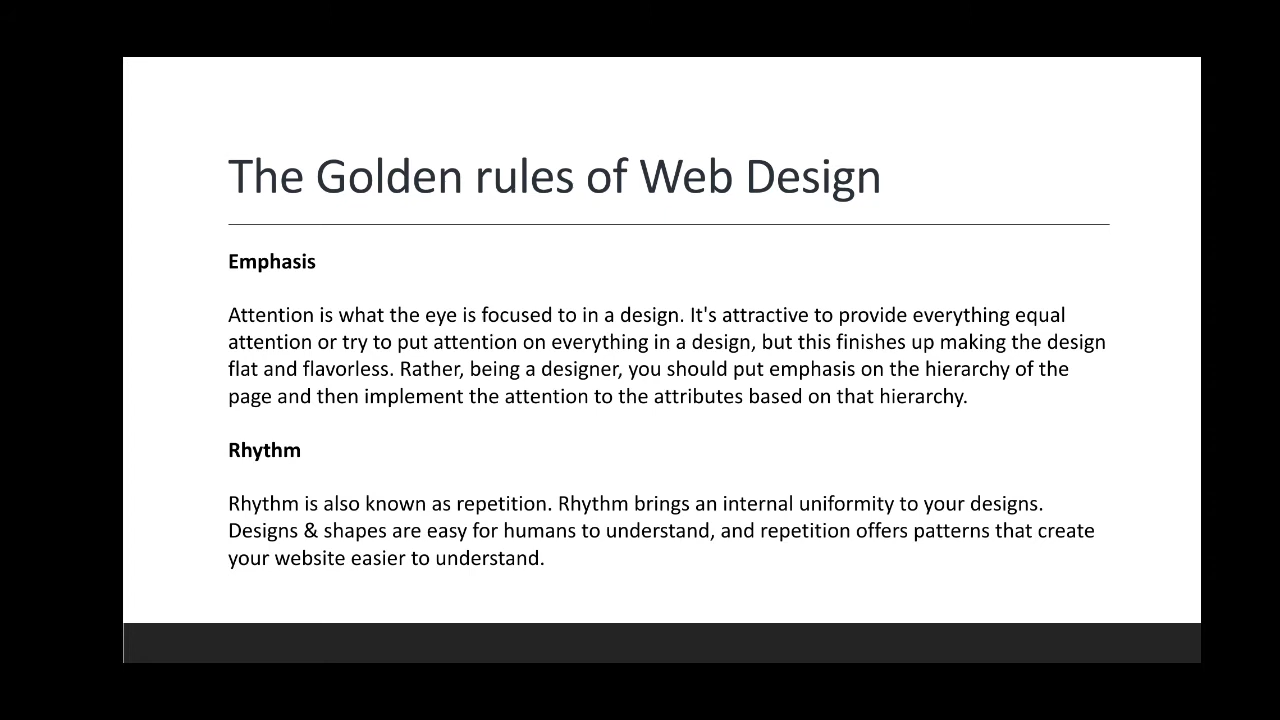 The Golden rules of Web Design
Emphasis
Attention is what the eye is focused to in a design. It's attractive to provide everything equal
attention or try to put attention on everything in a design, but this finishes up making the design
flat and flavorless. Rather, being a designer, you should put emphasis on the hierarchy of the
page and then implement the attention to the attributes based on that hierarchy.
Rhythm
Rhythm is also known as repetition. Rhythm brings an internal uniformity to your designs.
Designs & shapes are easy for humans to understand, and repetition offers patterns that create
your website easier to understand.